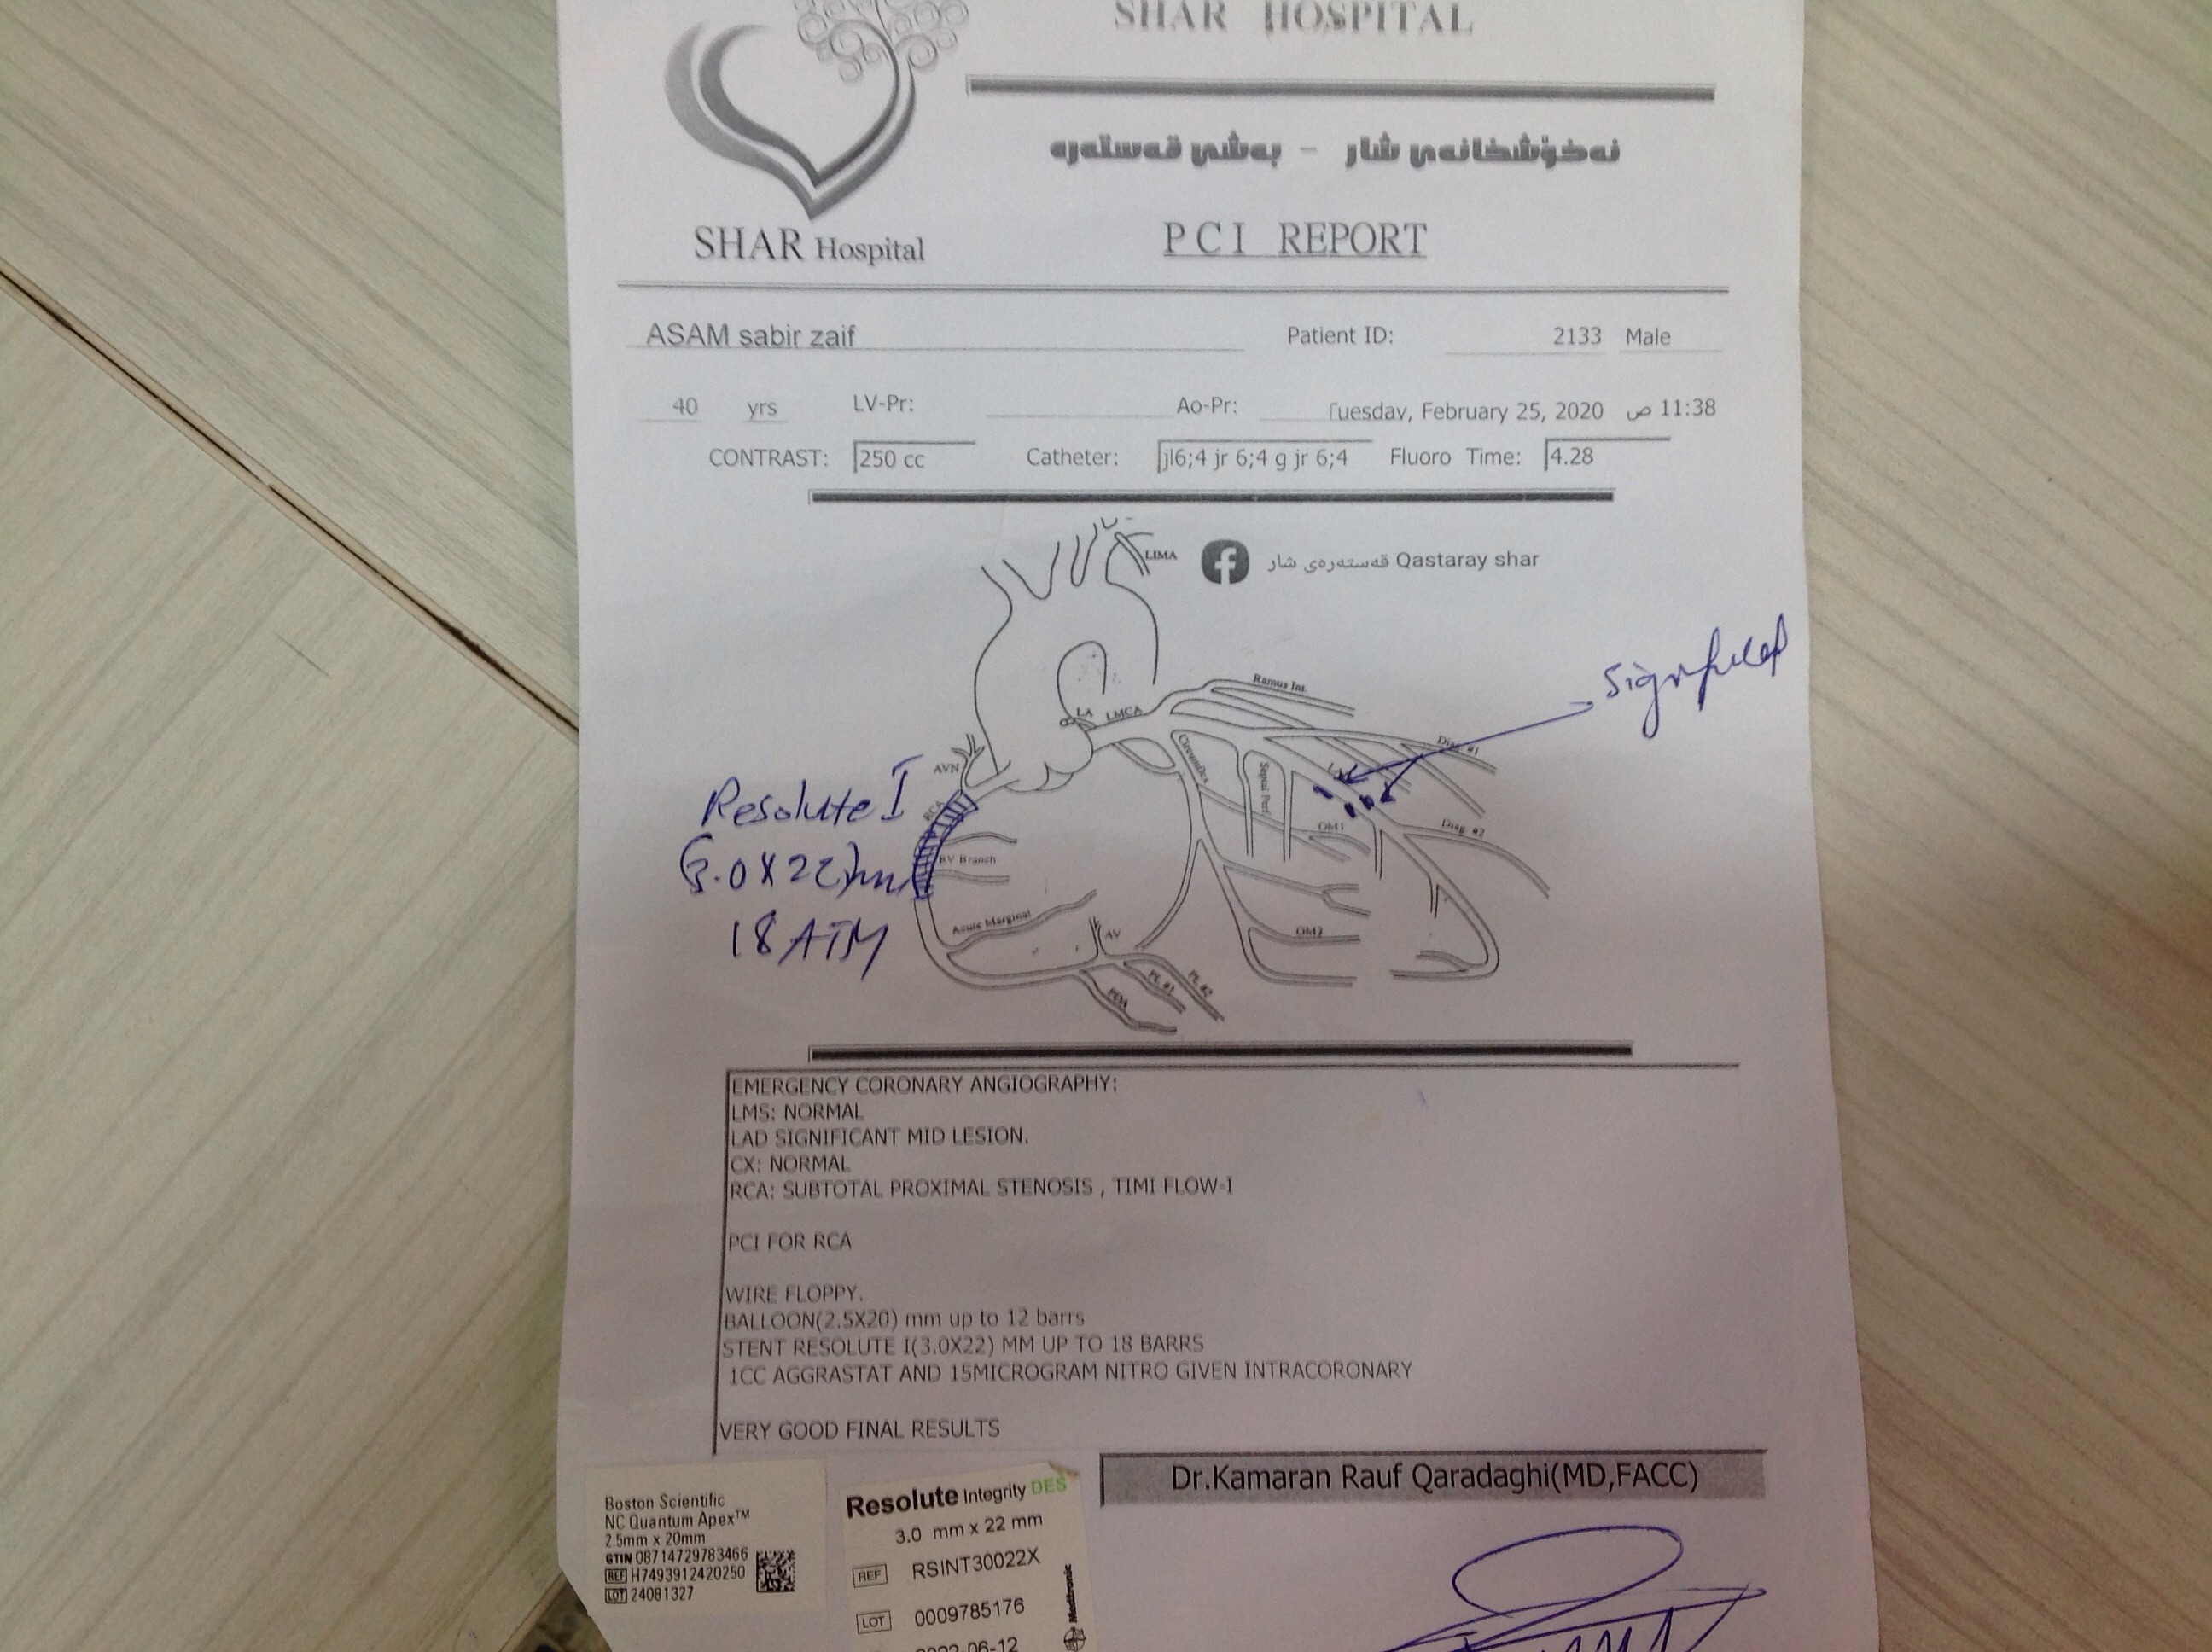 SHAR HOSPITAL
نەخۆشخانەی شار - بەشی قەستەرە
SHAR Hospital
PCI REPORT
ASAM sabir zaif Patient ID: 2133 Male
40 yrs LV-Pr: Ao-Pr: Tuesday, February 25, 2020 11:38 ص
CONTRAST: 250 cc Catheter: jl6;4 jr 6;4 g jr 6;4 Fluoro Time: 4.28
LIMA
قەستەرەی شار Qastaray shar
Ramus Int.
LA LMCA
Diag. #1
Circumflex
AVN
RCA
Resolute I
(3.0X22)mm
18 ATM
RV Branch
OM1
Diag. #2
Acute Marginal
AV
OM2
PL #1
PL #2
PDA
EMERGENCY CORONARY ANGIOGRAPHY:
LMS: NORMAL
LAD SIGNIFICANT MID LESION.
CX: NORMAL
RCA: SUBTOTAL PROXIMAL STENOSIS , TIMI FLOW-I
PCI FOR RCA
WIRE FLOPPY.
BALLOON(2.5X20) mm up to 12 barrs
STENT RESOLUTE I(3.0X22) MM UP TO 18 BARRS
1CC AGGRASTAT AND 15MICROGRAM NITRO GIVEN INTRACORONARY
VERY GOOD FINAL RESULTS
Dr.Kamaran Rauf Qaradaghi(MD,FACC)
Boston Scientific
NC Quantum Apex™
2.5mm x 20mm
GTIN 08714729783466
REF H7493912420250
LOT 24081327
Resolute Integrity DES
3.0 mm x 22 mm
REF RSINT30022X
LOT 0009785176
2022-06-12
Medtronic